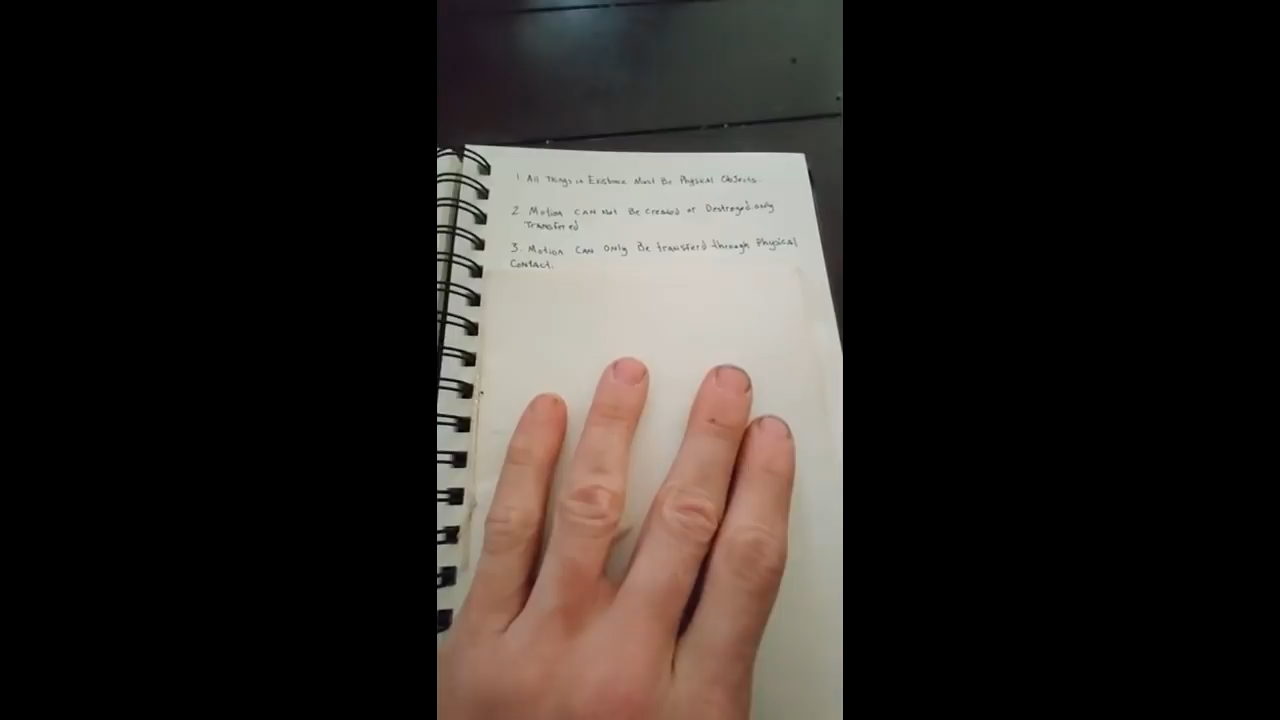 1 All Things in Existence Must Be Physical Objects
2 Motion CAN Not Be Created or Destroyed only
Transfered
3. Motion CAN Only Be transferd through Physical
Contact.